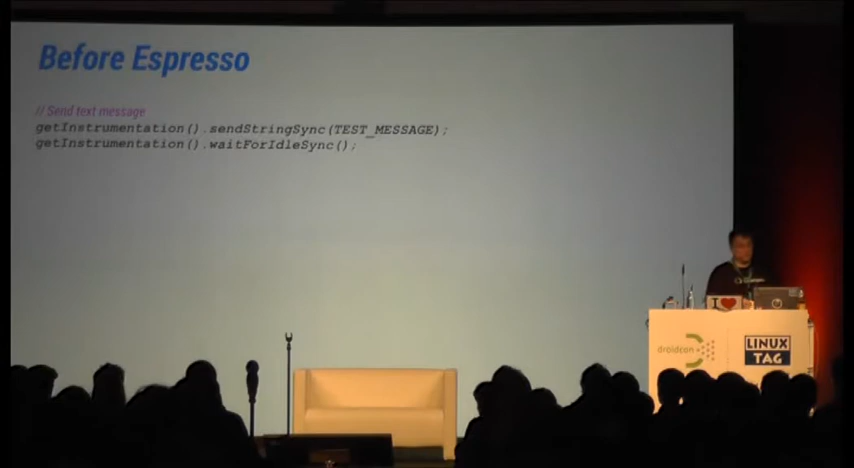 Before Espresso
// Send text message
getInstrumentation().sendStringSync(TEST_MESSAGE);
getInstrumentation().waitForIdleSync();
I ❤
droidcon
LINUX
TAG